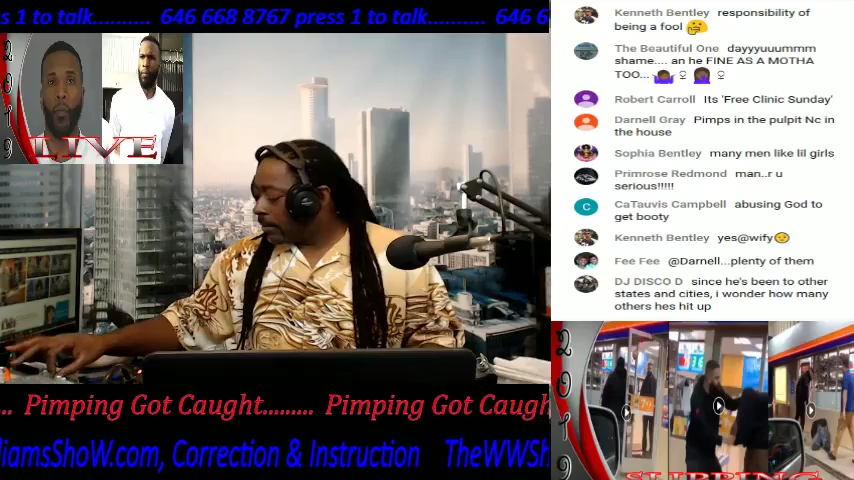 s 1 to talk.......... 646 668 8767 press 1 to talk.......... 646 6
2019
LIVE
Kenneth Bentley responsibility of
being a fool
The Beautiful One dayyyuuummm
shame.... an he FINE AS A MOTHA
TOO...
Robert Carroll Its 'Free Clinic Sunday'
Darnell Gray Pimps in the pulpit Nc in
the house
Sophia Bentley many men like lil girls
Primrose Redmond man..r u
serious!!!!!
C CaTauvis Campbell abusing God to
get booty
Kenneth Bentley yes@wify
Fee Fee @Darnell...plenty of them
DJ DISCO D since he's been to other
states and cities, i wonder how many
others hes hit up
2019
SLIPPING
... Pimping Got Caught......... Pimping Got Caugh
liamsShoW.com, Correction & Instruction TheWWSh